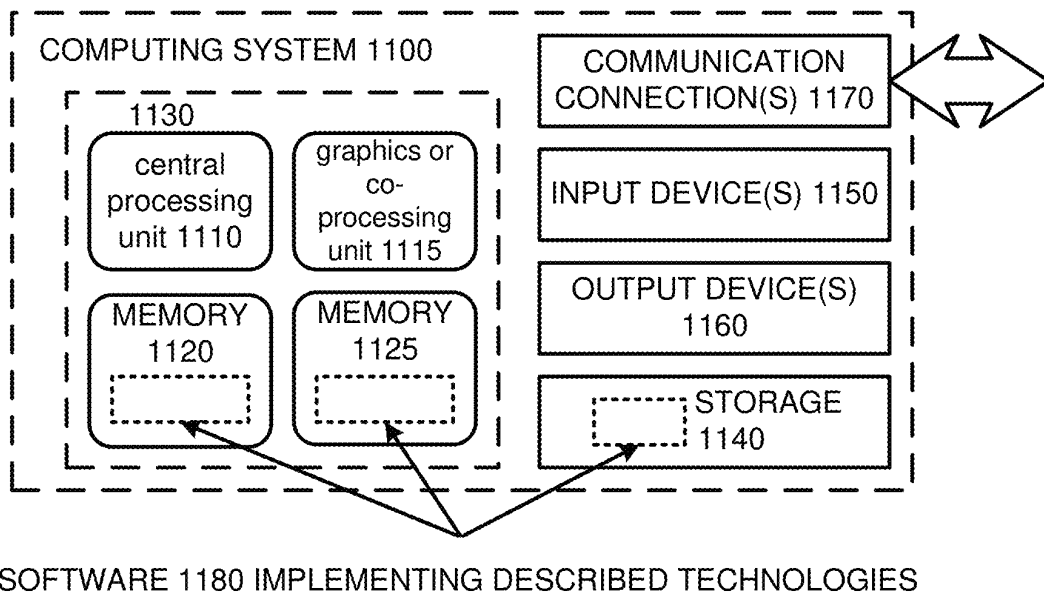 COMPUTING SYSTEM 1100
1130
central
processing
unit 1110
graphics or
co-
processing
unit 1115
MEMORY
1120
MEMORY
1125
COMMUNICATION
CONNECTION(S) 1170
INPUT DEVICE(S) 1150
OUTPUT DEVICE(S)
1160
STORAGE
1140
SOFTWARE 1180 IMPLEMENTING DESCRIBED TECHNOLOGIES